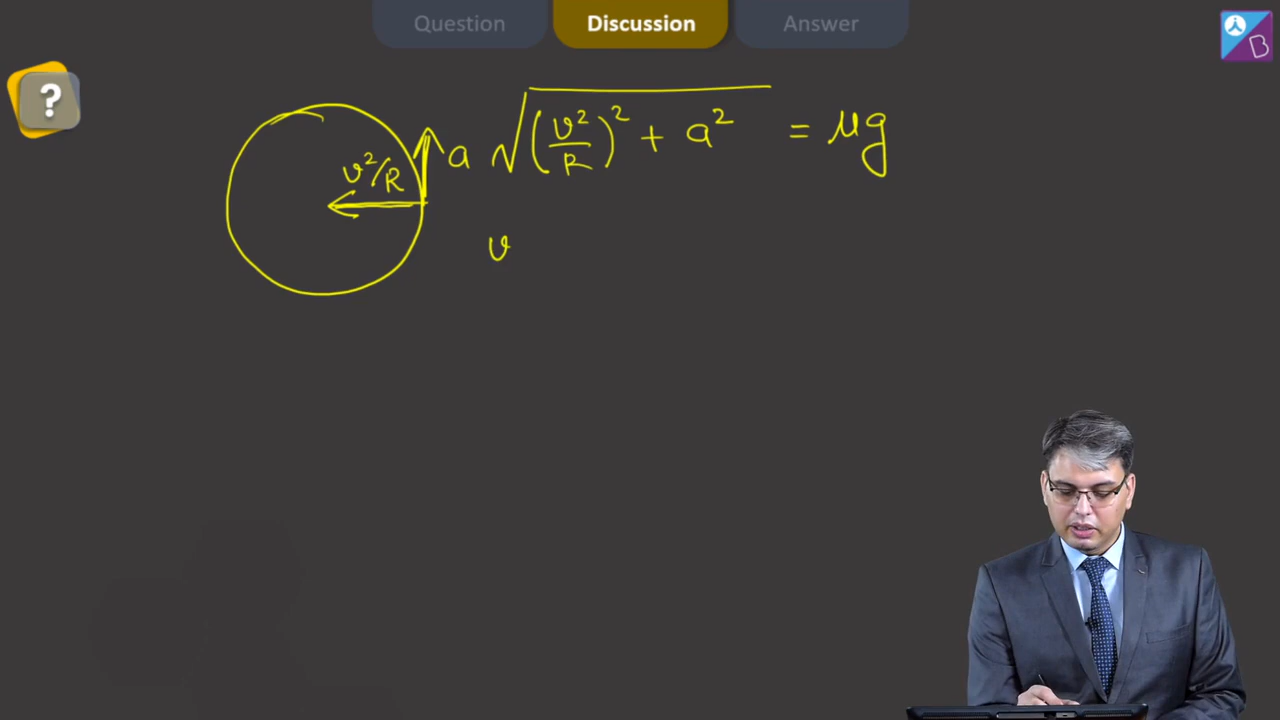 Question Discussion Answer
?
B
v²/R a √((v²/R)² + a²) = μg
v